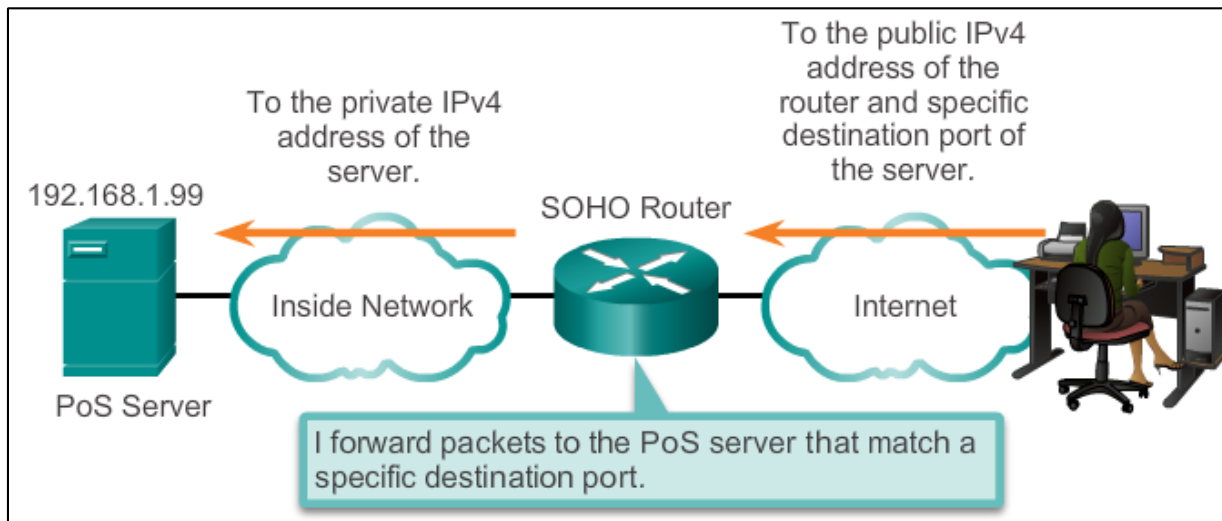 To the public IPv4
address of the
router and specific
destination port of
the server.
To the private IPv4
address of the
server.
192.168.1.99
SOHO Router
Inside Network
Internet
PoS Server
I forward packets to the PoS server that match a
specific destination port.